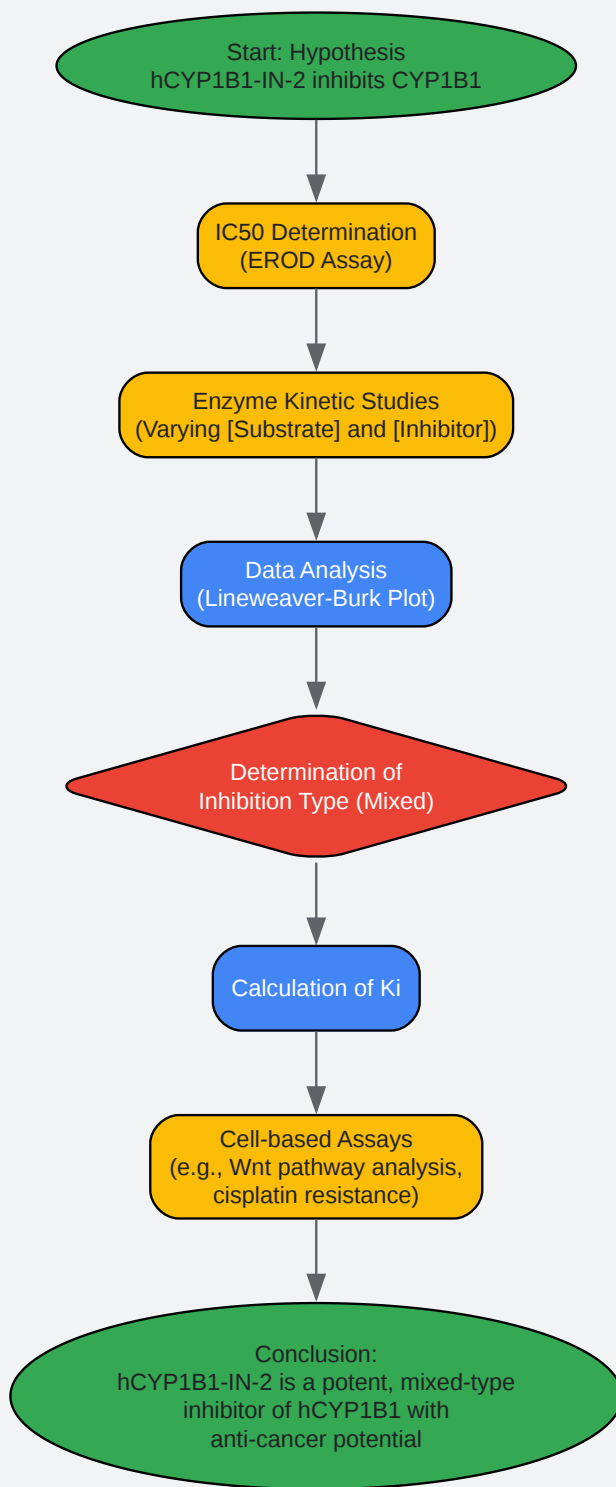 Start: Hypothesis
hCYP1B1-IN-2 inhibits CYP1B1
IC50 Determination
(EROD Assay)
Enzyme Kinetic Studies
(Varying [Substrate] and [Inhibitor])
Data Analysis
(Lineweaver-Burk Plot)
Determination of
Inhibition Type (Mixed)
Calculation of Ki
Cell-based Assays
(e.g., Wnt pathway analysis,
cisplatin resistance)
Conclusion:
hCYP1B1-IN-2 is a potent, mixed-type
inhibitor of hCYP1B1 with
anti-cancer potential